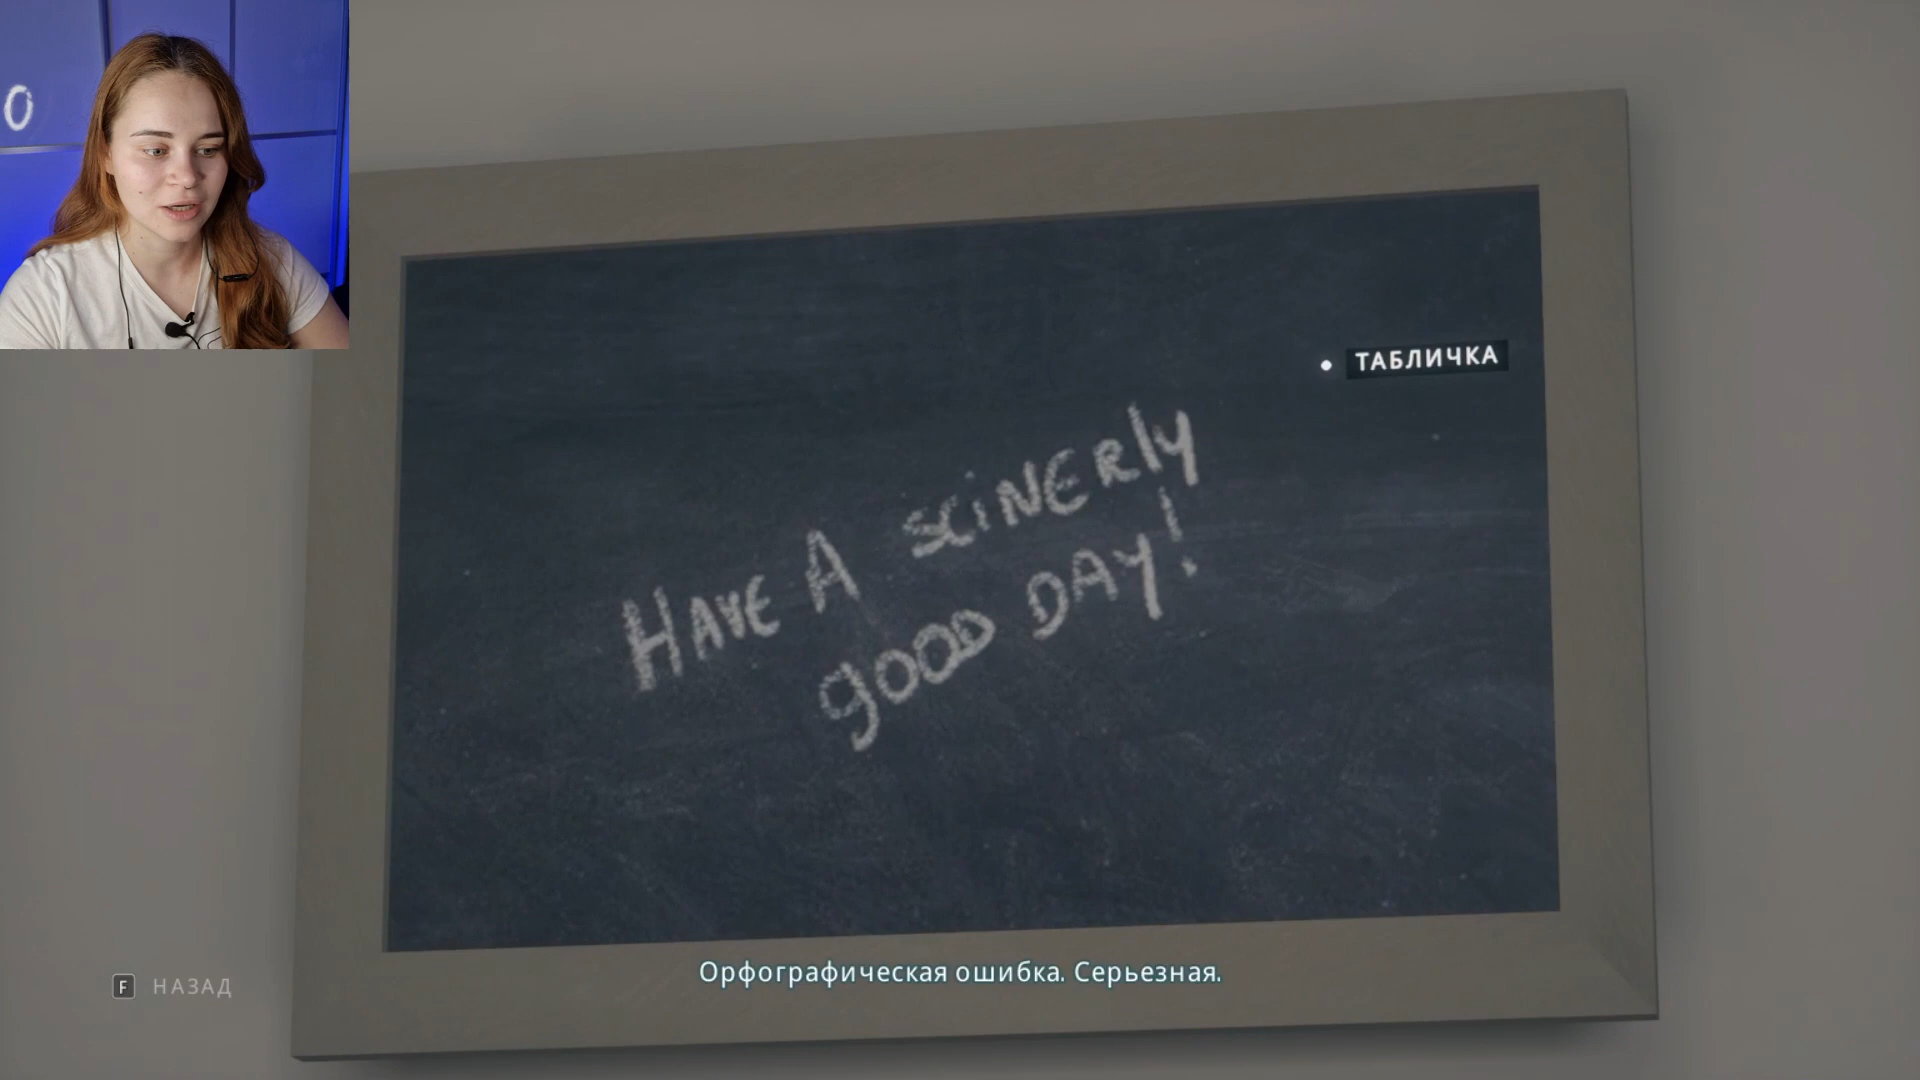 O
ТАБЛИЧКА
HAVE A SCINERly
gOOD DAY!
Орфографическая ошибка. Серьезная.
F НАЗАД